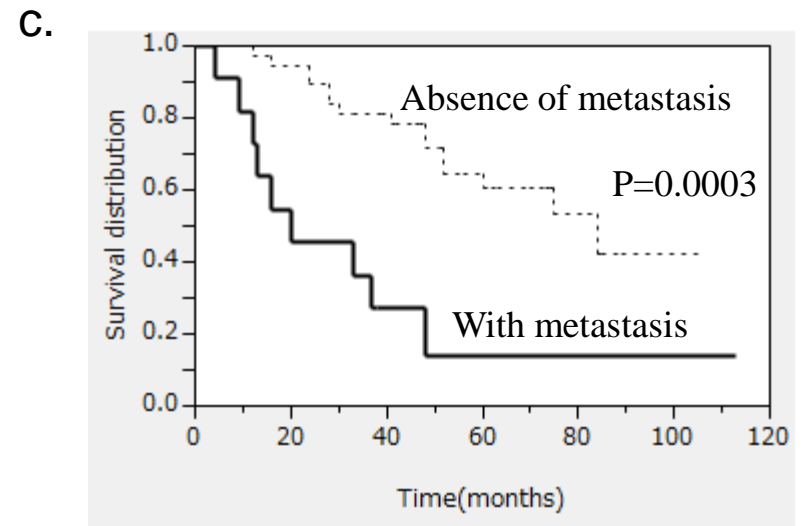 c.
1.0
Absence of metastasis
0.8
P=0.0003
0.6
0.4
With metastasis
0.2
0.0
Survival distribution
0 20 40 60 80 100 120
Time(months)